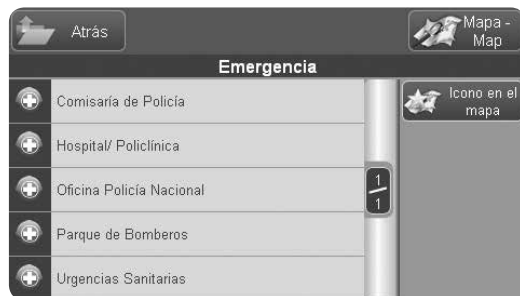 Atrás
Mapa -
Map
Emergencia
Comisaría de Policía
Icono en el
mapa
Hospital/ Policlínica
Oficina Policía Nacional
1
1
Parque de Bomberos
Urgencias Sanitarias